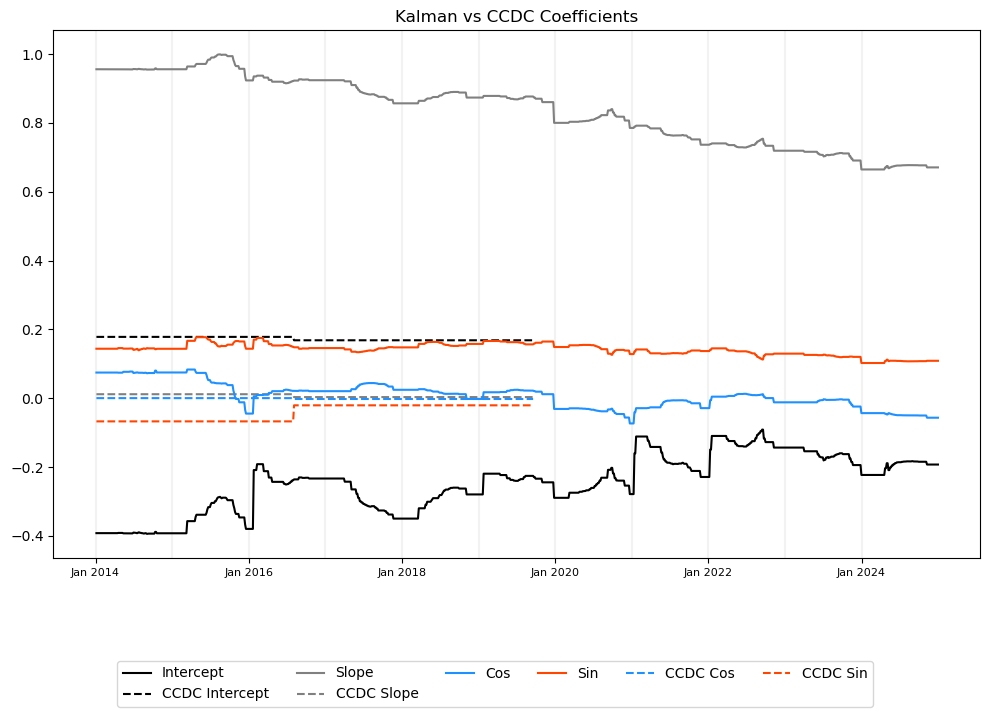 Kalman vs CCDC Coefficients
1.0
0.8
0.6
0.4
0.2
0.0
−0.2
−0.4
Jan 2014 Jan 2016 Jan 2018 Jan 2020 Jan 2022 Jan 2024
Intercept Slope Cos Sin CCDC Cos CCDC Sin
CCDC Intercept CCDC Slope